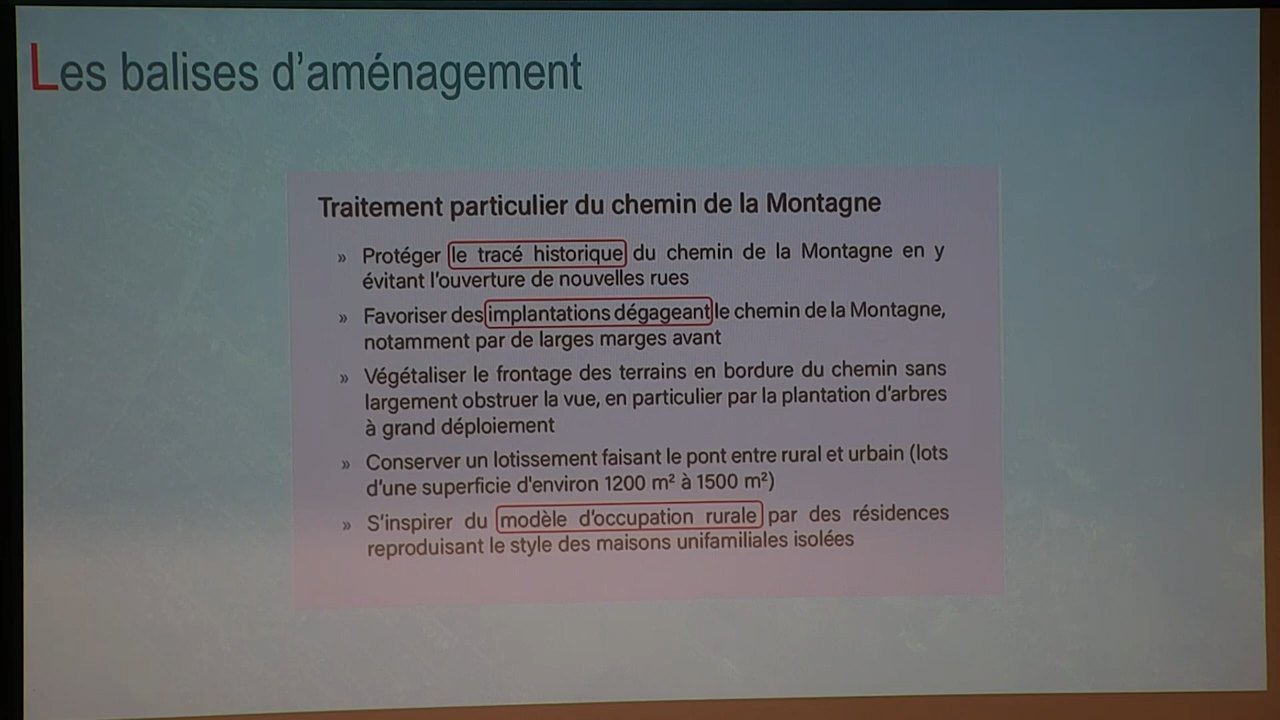 Les balises d'aménagement
Traitement particulier du chemin de la Montagne
» Protéger le tracé historique du chemin de la Montagne en y
évitant l'ouverture de nouvelles rues
» Favoriser des implantations dégageant le chemin de la Montagne,
notamment par de larges marges avant
» Végétaliser le frontage des terrains en bordure du chemin sans
largement obstruer la vue, en particulier par la plantation d'arbres
à grand déploiement
» Conserver un lotissement faisant le pont entre rural et urbain (lots
d'une superficie d'environ 1200 m² à 1500 m²)
» S'inspirer du modèle d'occupation rurale par des résidences
reproduisant le style des maisons unifamiliales isolées